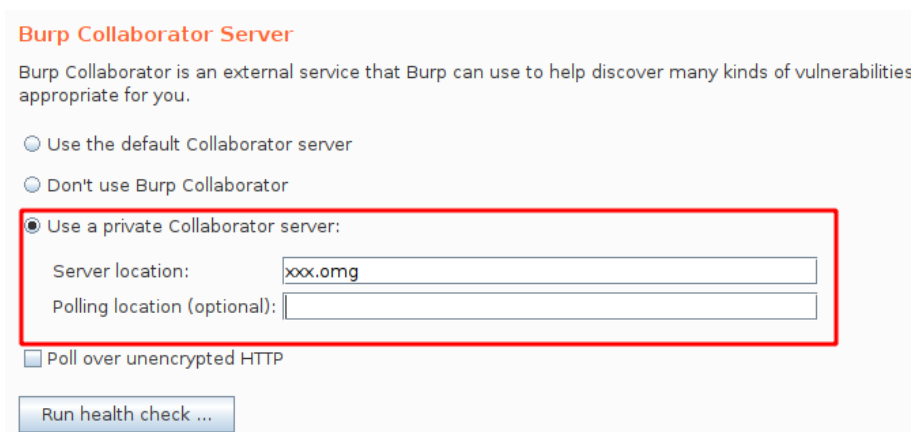 Burp Collaborator Server
Burp Collaborator is an external service that Burp can use to help discover many kinds of vulnerabilities
appropriate for you.
Use the default Collaborator server
Don't use Burp Collaborator
Use a private Collaborator server:
Server location: xxx.omg
Polling location (optional):
Poll over unencrypted HTTP
Run health check ...